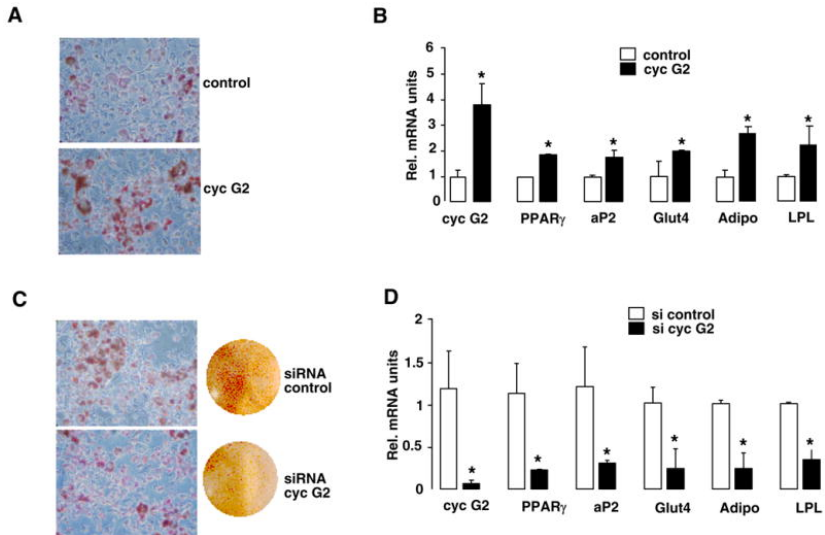 A
control
cyc G2
B
control
cyc G2
Rel. mRNA units
6
5
4
3
2
1
0
cyc G2 PPARγ aP2 Glut4 Adipo LPL
* * * * * *
C
siRNA
control
siRNA
cyc G2
D
si control
si cyc G2
Rel. mRNA units
2
1.5
1
0.5
0
cyc G2 PPARγ aP2 Glut4 Adipo LPL
* * * * * *